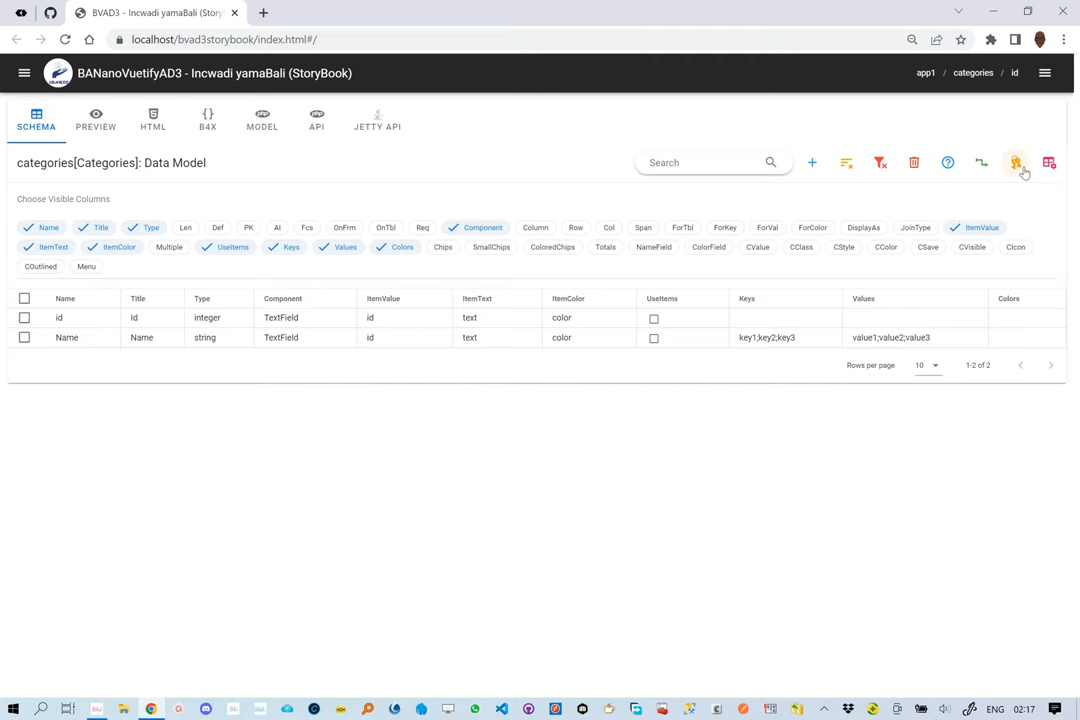 BVAD3 - Incwadi yamaBali (Story
localhost/bvad3storybook/index.html#/
BANanoVuetifyAD3 - Incwadi yamaBali (StoryBook)
app1 / categories / id
SCHEMA PREVIEW HTML B4X MODEL API JETTY API
categories[Categories]: Data Model
Search
Choose Visible Columns
Name Title Type Len Def PK AI Fcs OnFrm OnTbl Req Component Column Row Col Span ForTbl ForKey ForVal ForColor DisplayAs JoinType ItemValue
ItemText ItemColor Multiple UseItems Keys Values Colors Chips SmallChips ColoredChips Totals NameField ColorField CValue CClass CStyle CColor CSave CVisible CIcon
COutlined Menu
Name Title Type Component ItemValue ItemText ItemColor UseItems Keys Values Colors
id Id integer TextField id text color
Name Name string TextField id text color key1;key2;key3 value1;value2;value3
Rows per page 10 1-2 of 2
ENG 02:17